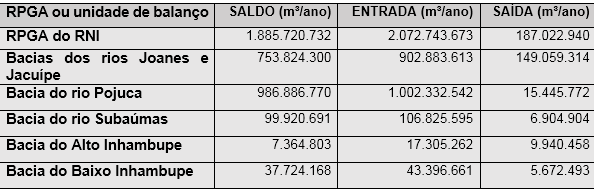 RPGA ou unidade de balanço SALDO (m³/ano) ENTRADA (m³/ano) SAÍDA (m³/ano)
RPGA do RNI 1.885.720.732 2.072.743.673 187.022.940
Bacias dos rios Joanes e Jacuípe 753.824.300 902.883.613 149.059.314
Bacia do rio Pojuca 986.886.770 1.002.332.542 15.445.772
Bacia do rio Subaúmas 99.920.691 106.825.595 6.904.904
Bacia do Alto Inhambupe 7.364.803 17.305.262 9.940.458
Bacia do Baixo Inhambupe 37.724.168 43.396.661 5.672.493